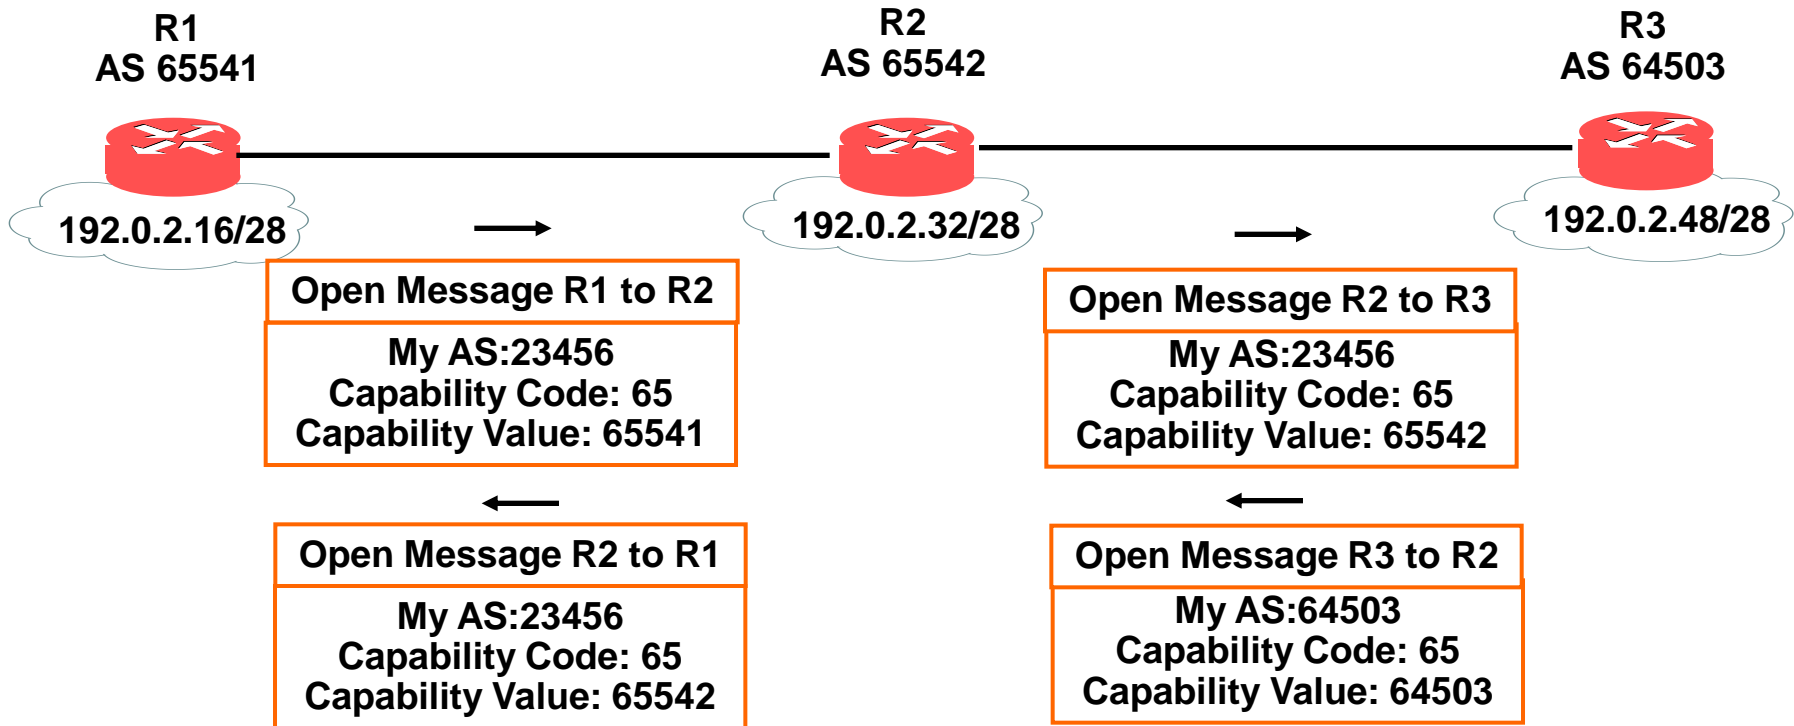 R1
AS 65541
R2
AS 65542
R3
AS 64503
192.0.2.16/28
192.0.2.32/28
192.0.2.48/28
Open Message R1 to R2
My AS:23456
Capability Code: 65
Capability Value: 65541
Open Message R2 to R3
My AS:23456
Capability Code: 65
Capability Value: 65542
Open Message R2 to R1
My AS:23456
Capability Code: 65
Capability Value: 65542
Open Message R3 to R2
My AS:64503
Capability Code: 65
Capability Value: 64503